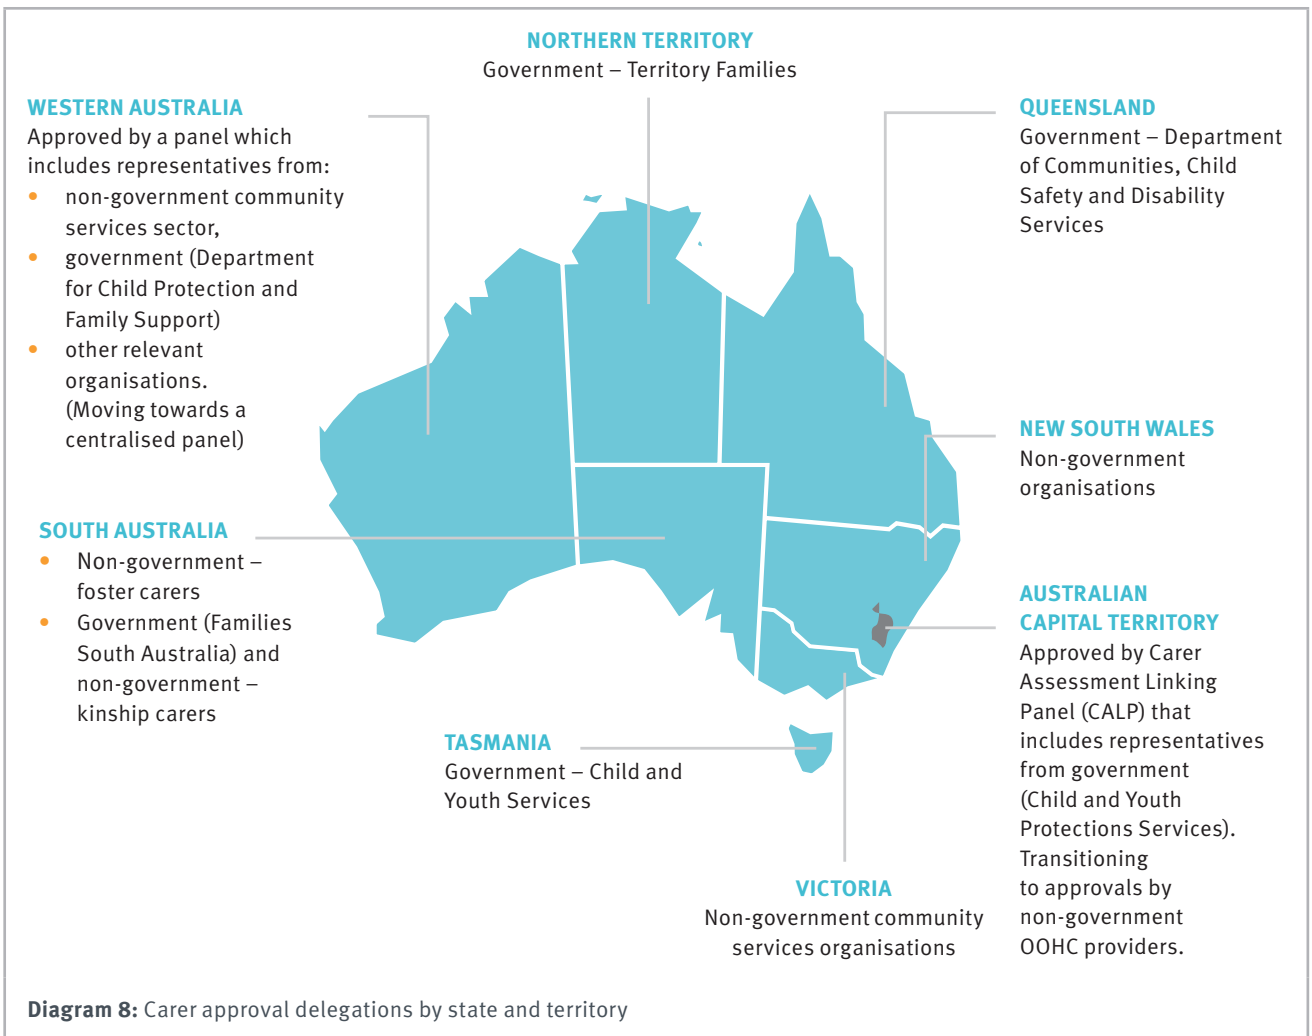 NORTHERN TERRITORY
Government – Territory Families
WESTERN AUSTRALIA
Approved by a panel which
includes representatives from:
• non-government community
services sector,
• government (Department
for Child Protection and
Family Support)
• other relevant
organisations.
(Moving towards a
centralised panel)
QUEENSLAND
Government – Department
of Communities, Child
Safety and Disability
Services
NEW SOUTH WALES
Non-government
organisations
SOUTH AUSTRALIA
• Non-government –
foster carers
• Government (Families
South Australia) and
non-government –
kinship carers
AUSTRALIAN
CAPITAL TERRITORY
Approved by Carer
Assessment Linking
Panel (CALP) that
includes representatives
from government
(Child and Youth
Protections Services).
Transitioning
to approvals by
non-government
OOHC providers.
TASMANIA
Government – Child and
Youth Services
VICTORIA
Non-government community
services organisations
Diagram 8: Carer approval delegations by state and territory